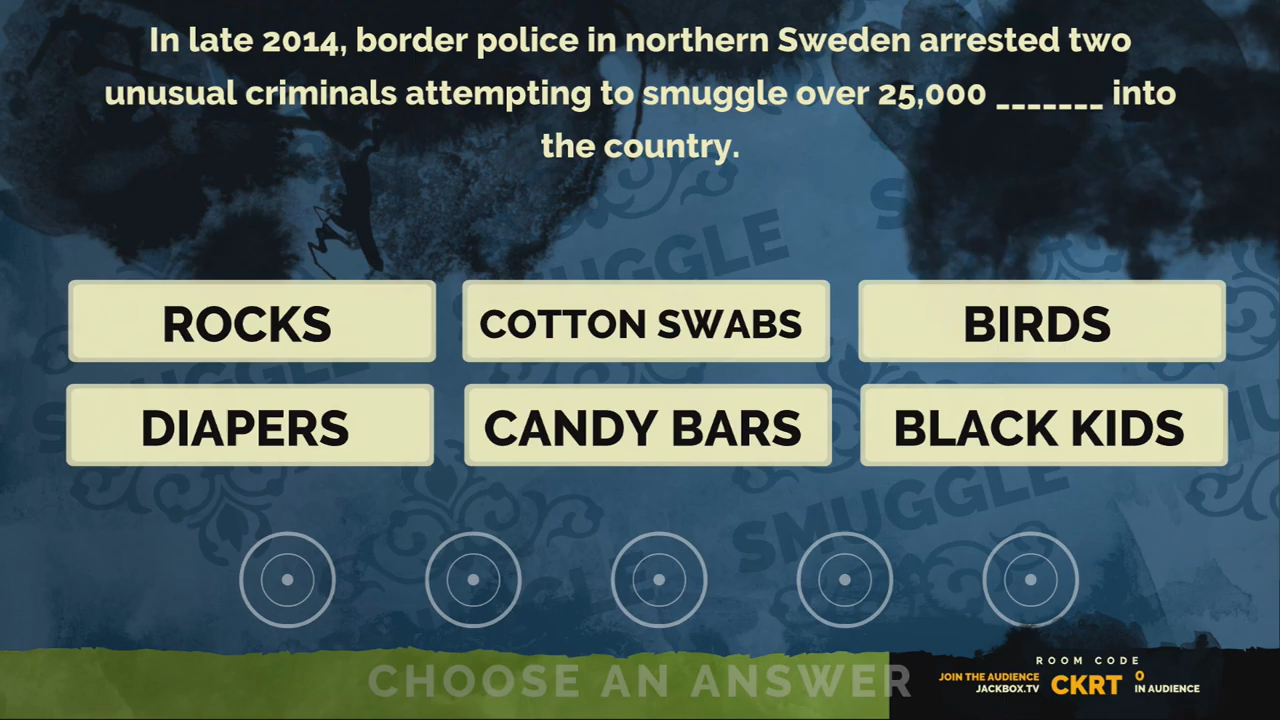 In late 2014, border police in northern Sweden arrested two
unusual criminals attempting to smuggle over 25,000 _______ into
the country.
ROCKS
COTTON SWABS
BIRDS
DIAPERS
CANDY BARS
BLACK KIDS
SMUGGLE
SMUGGLE
CHOOSE AN ANSWER
ROOM CODE
JOIN THE AUDIENCE
JACKBOX.TV
CKRT
0
IN AUDIENCE